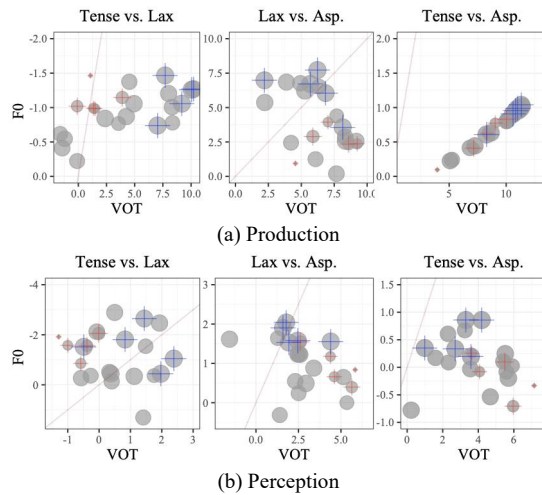 Tense vs. Lax Lax vs. Asp. Tense vs. Asp.
-2.0 10.0 2.0
-1.5 7.5 1.5
-1.0 5.0 1.0
-0.5 2.5 0.5
0.0 0.0 0.0
F0
0.0 2.5 5.0 7.5 10.0 0.0 2.5 5.0 7.5 10.0 0 5 10
VOT VOT VOT
(a) Production
Tense vs. Lax Lax vs. Asp. Tense vs. Asp.
-4 3 1.5
-2 2 1.0
0 1 0.5
0 0.0
-0.5
-1.0
F0
-1 0 1 2 3 0.0 2.5 5.0 0 2 4 6
VOT VOT VOT
(b) Perception